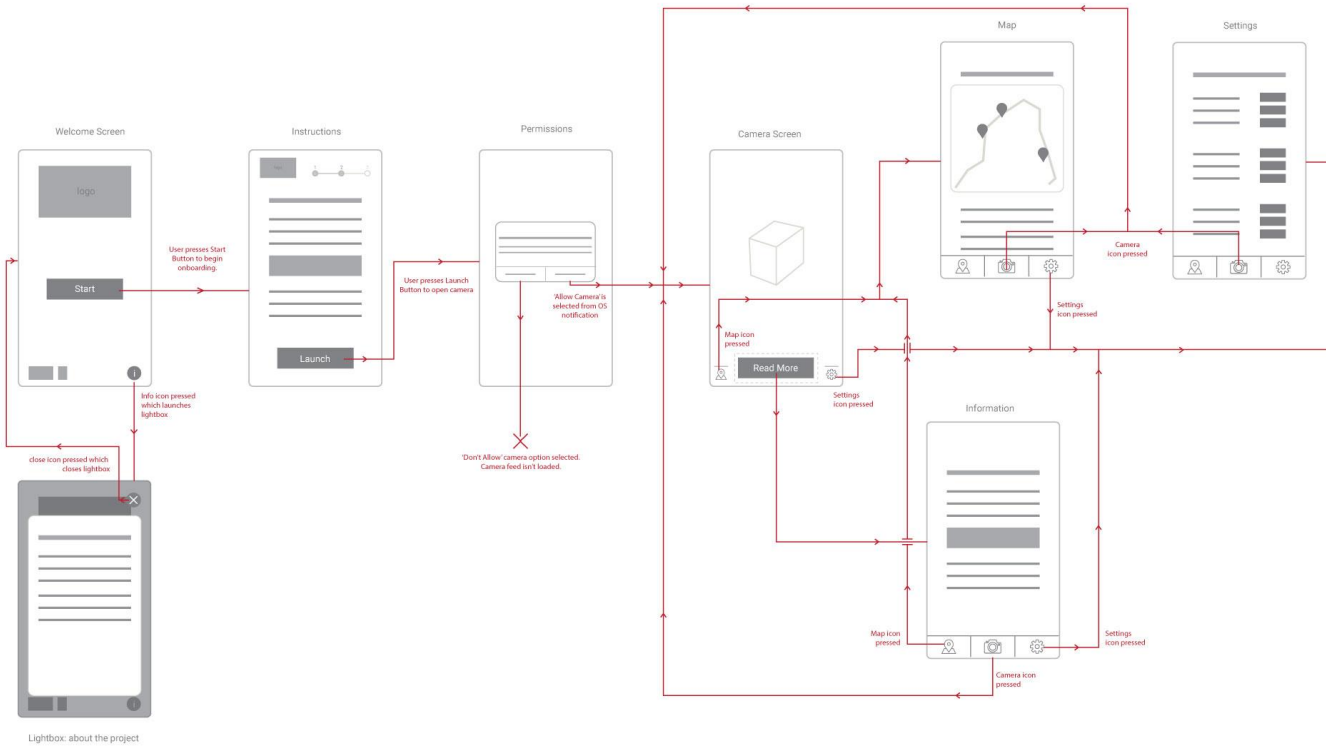 Welcome Screen
logo
Start
User presses Start
Button to begin
onboarding.
Info icon pressed
which launches
lightbox
close icon pressed which
closes lightbox
Lightbox: about the project
Instructions
Launch
User presses Launch
Button to open camera
Permissions
'Allow Camera' is
selected from OS
notification
'Don't Allow' camera option selected.
Camera feed isn't loaded.
Camera Screen
Map icon
pressed
Read More
Settings
icon pressed
Map
Settings
icon pressed
Settings
Camera
icon pressed
Information
Map icon
pressed
Settings
icon pressed
Camera icon
pressed